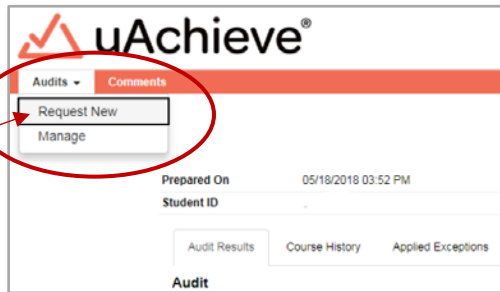 uAchieve®
Audits Comments
Request New
Manage
Prepared On 05/18/2018 03:52 PM
Student ID
Audit Results Course History Applied Exceptions
Audit